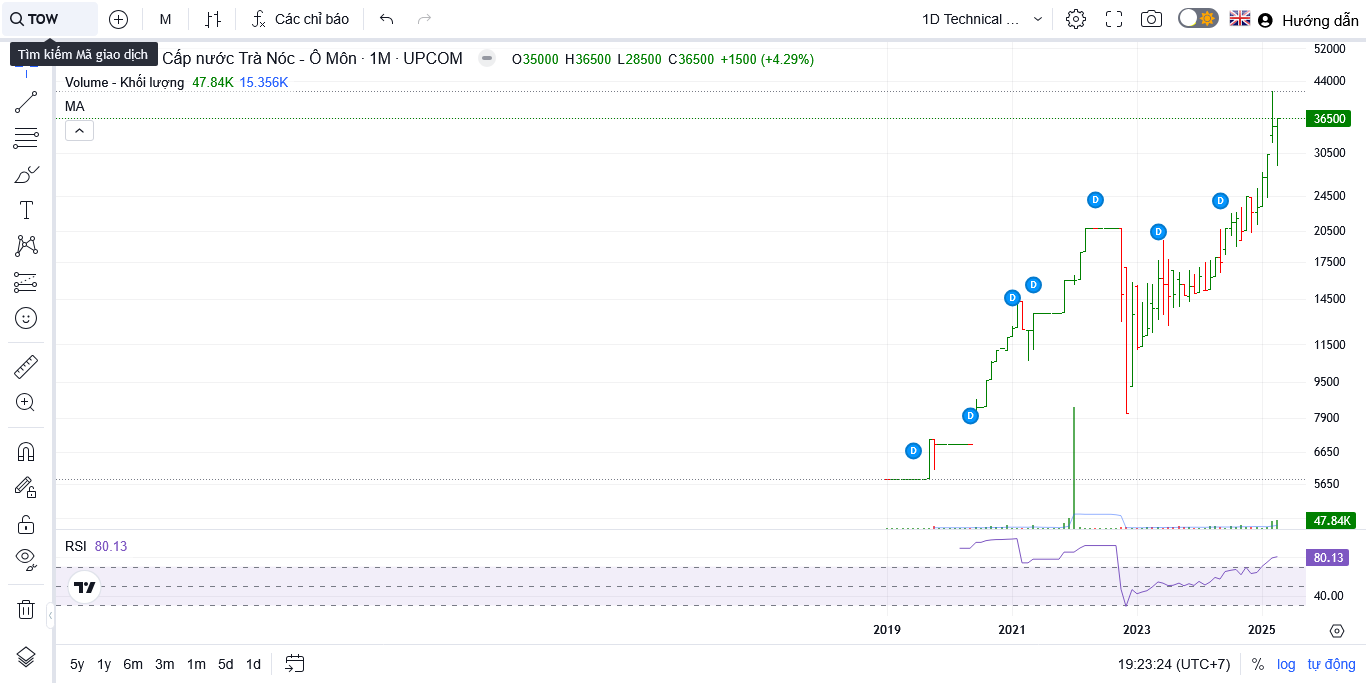 TOW M Các chỉ báo 1D Technical ... Hướng dẫn
Tìm kiếm Mã giao dịch
Cấp nước Trà Nóc - Ô Môn · 1M · UPCOM O35000 H36500 L28500 C36500 +1500 (+4.29%)
Volume - Khối lượng 47.84K 15.356K
MA
52000
44000
36500
30500
24500
20500
17500
14500
11500
9500
7900
6650
5650
47.84K
D
D
D
D
D
D
D
RSI 80.13
80.13
40.00
2019 2021 2023 2025
5y 1y 6m 3m 1m 5d 1d 19:23:24 (UTC+7) % log tự động